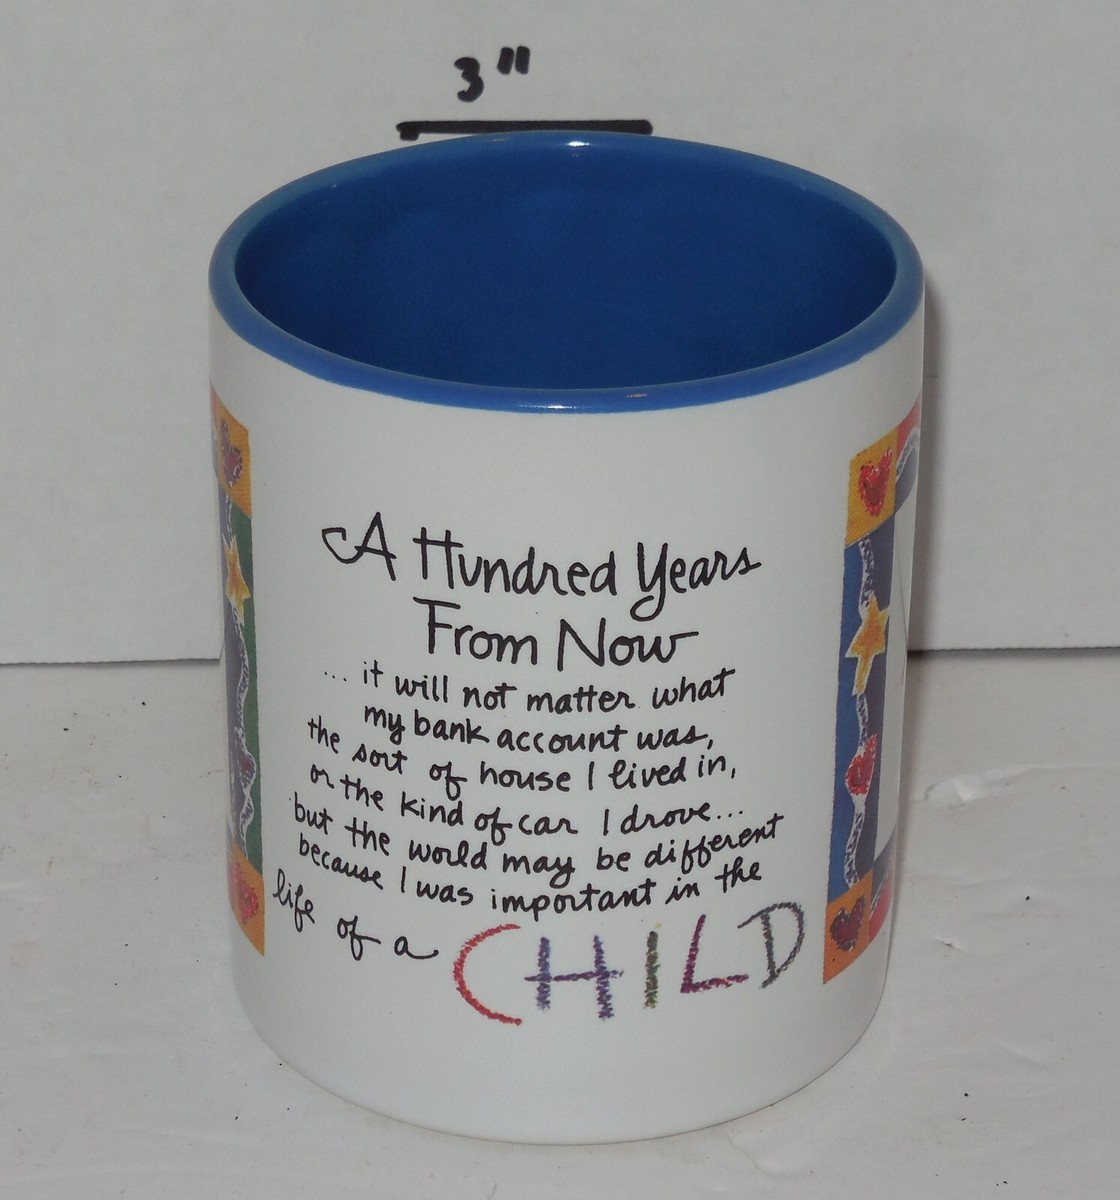 3"
A Hundred Years
From Now
... it will not matter what
my bank account was,
the sort of house I lived in,
or the kind of car I drove...
but the world may be different
because I was important in the
life of a CHILD